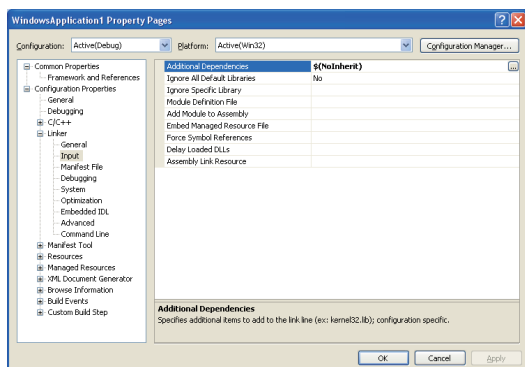 WindowsApplication1 Property Pages
Configuration: Active(Debug) Platform: Active(Win32) Configuration Manager...
Common Properties
Framework and References
Configuration Properties
General
Debugging
C/C++
Linker
General
Input
Manifest File
Debugging
System
Optimization
Embedded IDL
Advanced
Command Line
Manifest Tool
Resources
Managed Resources
XML Document Generator
Browse Information
Build Events
Custom Build Step
Additional Dependencies $(NoInherit) ...
Ignore All Default Libraries No
Ignore Specific Library
Module Definition File
Add Module to Assembly
Embed Managed Resource File
Force Symbol References
Delay Loaded DLLs
Assembly Link Resource
Additional Dependencies
Specifies additional items to add to the link line (ex: kernel32.lib); configuration specific.
OK Cancel Apply